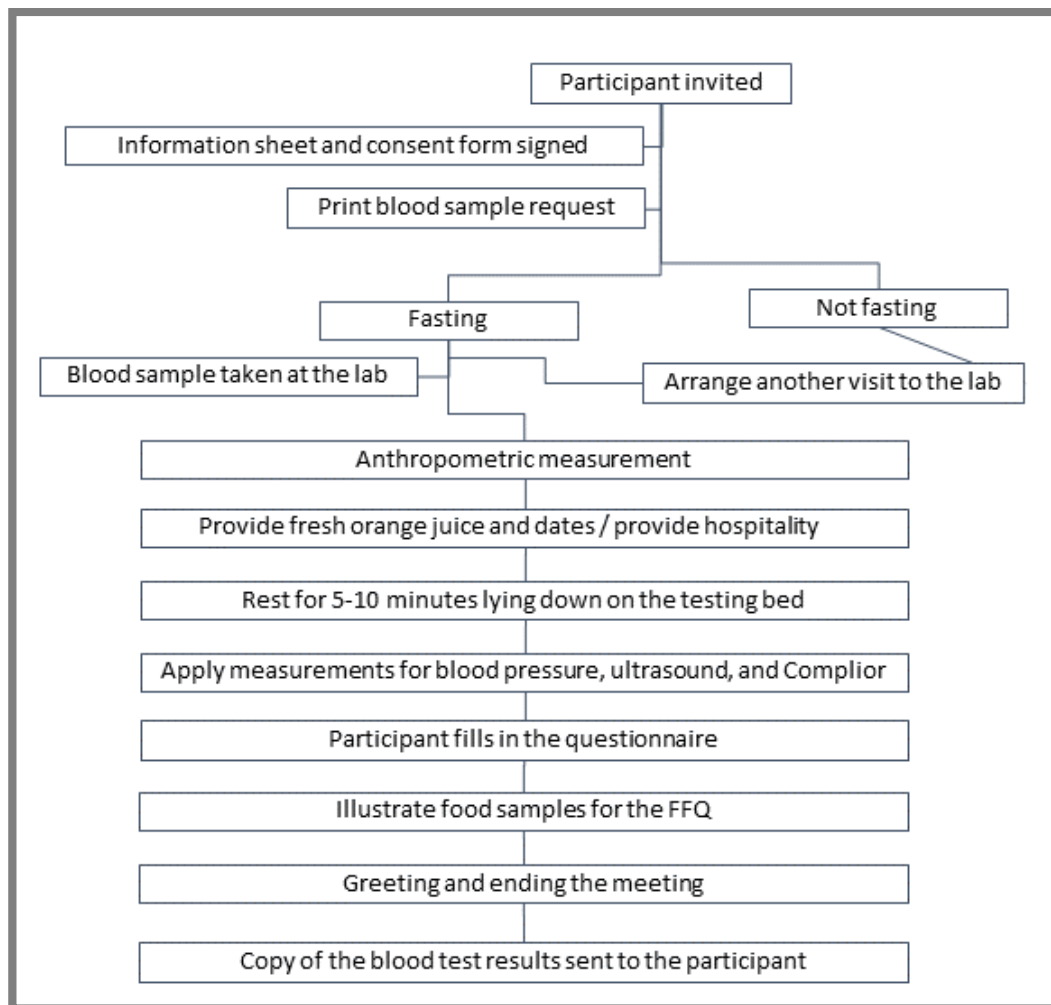 Participant invited
Information sheet and consent form signed
Print blood sample request
Fasting
Not fasting
Blood sample taken at the lab
Arrange another visit to the lab
Anthropometric measurement
Provide fresh orange juice and dates / provide hospitality
Rest for 5-10 minutes lying down on the testing bed
Apply measurements for blood pressure, ultrasound, and Complior
Participant fills in the questionnaire
Illustrate food samples for the FFQ
Greeting and ending the meeting
Copy of the blood test results sent to the participant